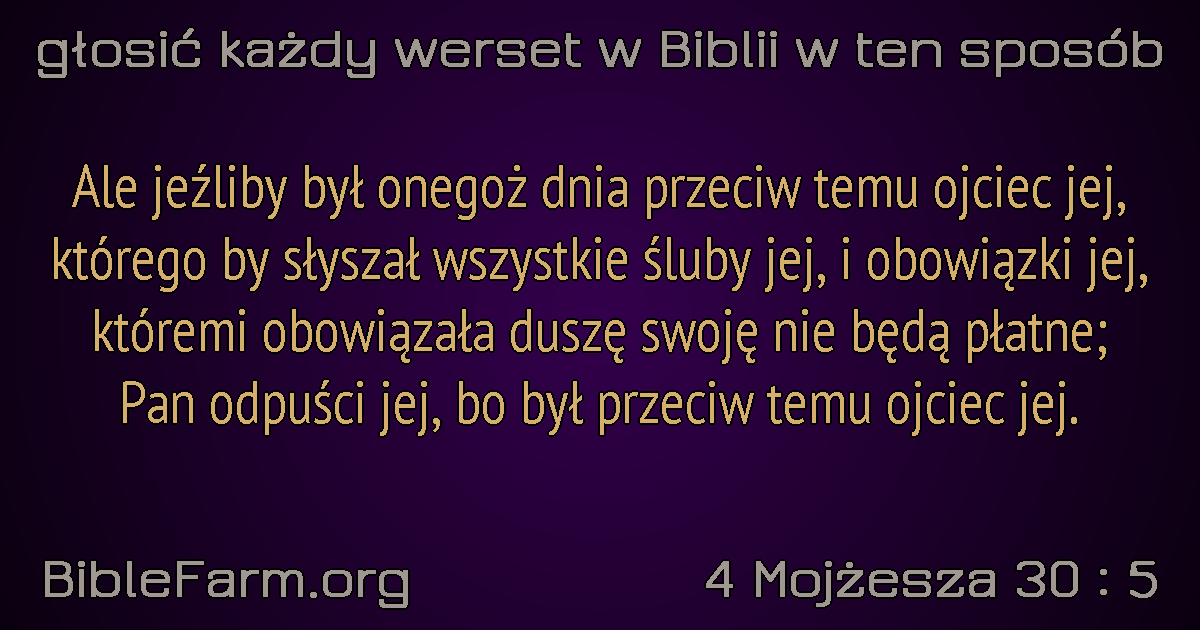 głosić każdy werset w Biblii w ten sposób
Ale jeźliby był onegoż dnia przeciw temu ojciec jej,
którego by słyszał wszystkie śluby jej, i obowiązki jej,
któremi obowiązała duszę swoję nie będą płatne;
Pan odpuści jej, bo był przeciw temu ojciec jej.
BibleFarm.org
4 Mojżesza 30 : 5